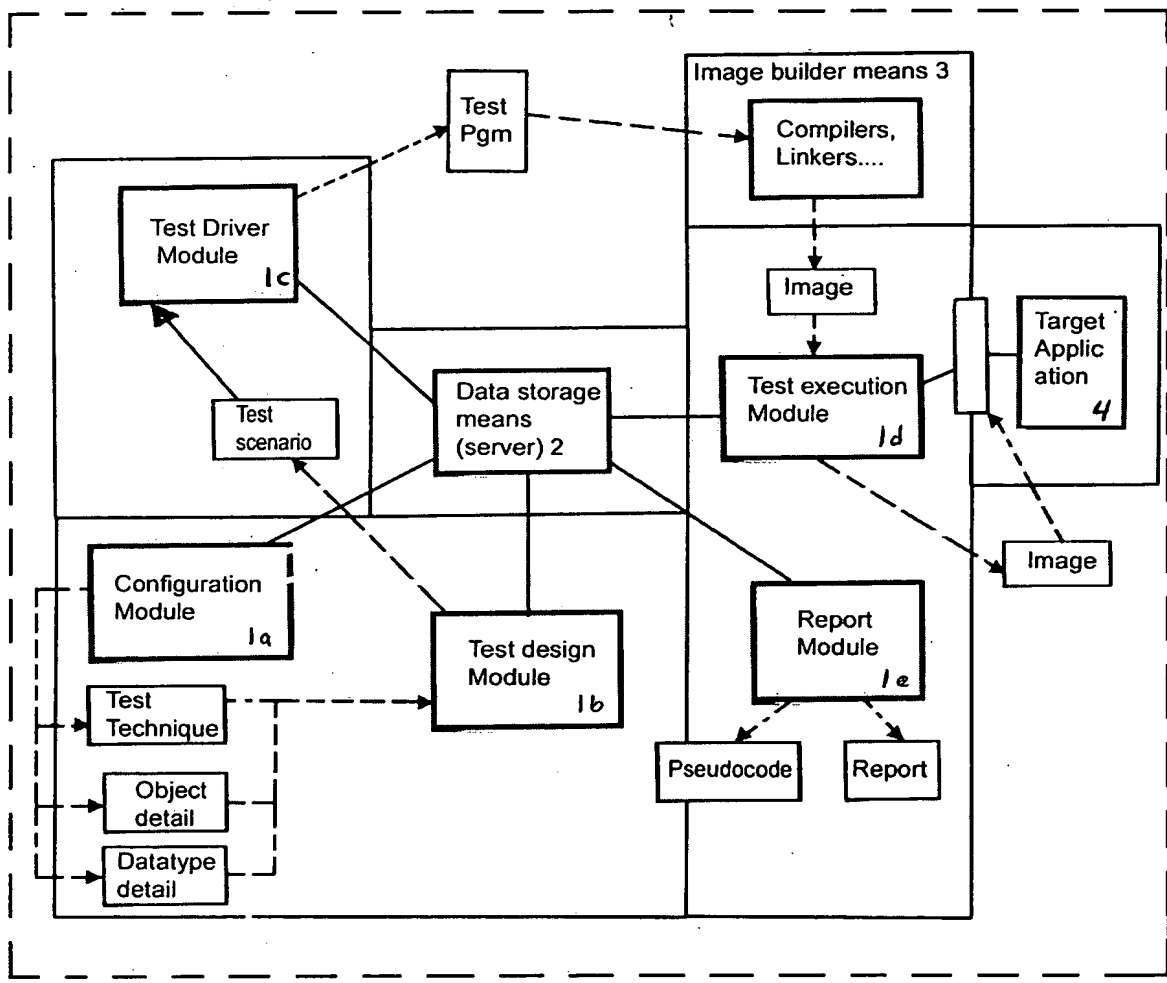 Image builder means 3
Test
Pgm
Compilers,
Linkers....
Test Driver
Module
1c
Image
Target
Applic
ation
4
Data storage
means
(server) 2
Test execution
Module
1d
Test
scenario
Image
Configuration
Module
1a
Test design
Module
1b
Report
Module
1e
Test
Technique
Pseudocode
Report
Object
detail
Datatype
detail